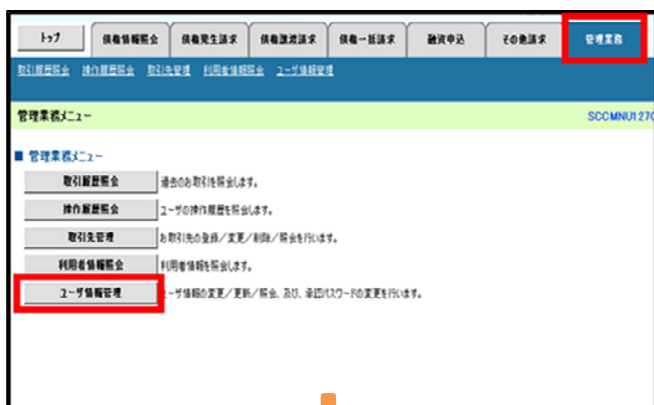 トップ 債権情報照会 債権発生請求 債権譲渡請求 債権一括請求 融資申込 その他請求 管理業務
取引履歴照会 操作履歴照会 取引先管理 利用者情報照会 ユーザ情報管理
管理業務メニュー SCCMNU1270
■ 管理業務メニュー
取引履歴照会 過去のお取引を照会します。
操作履歴照会 ユーザの操作履歴を照会します。
取引先管理 お取引先の登録/変更/削除/照会を行います。
利用者情報照会 利用者情報を照会します。
ユーザ情報管理 ユーザ情報の変更/更新/照会、及び、承認パスワードの変更を行います。